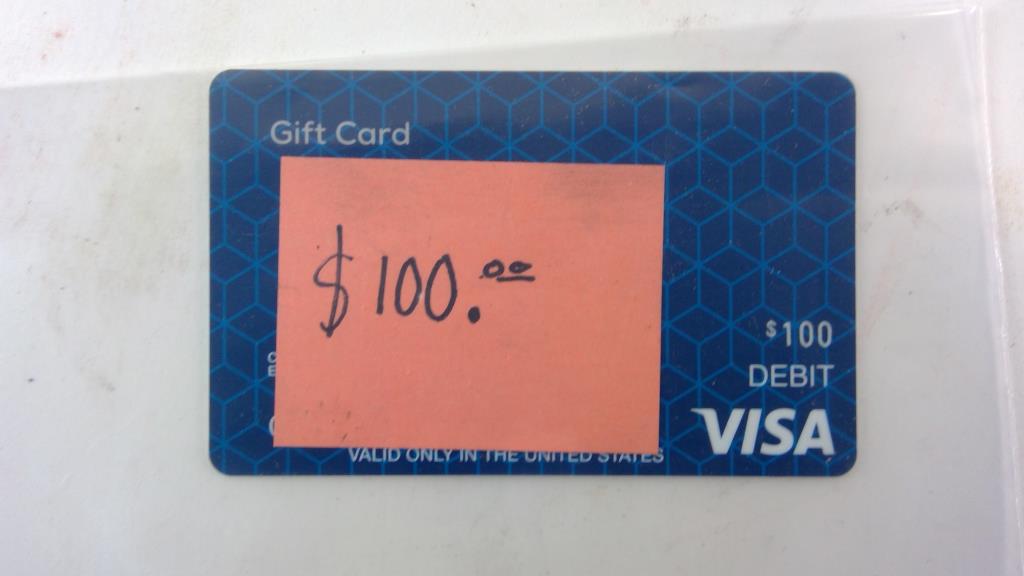 Gift Card
$100.00
$100
DEBIT
VISA
VALID ONLY IN THE UNITED STATES